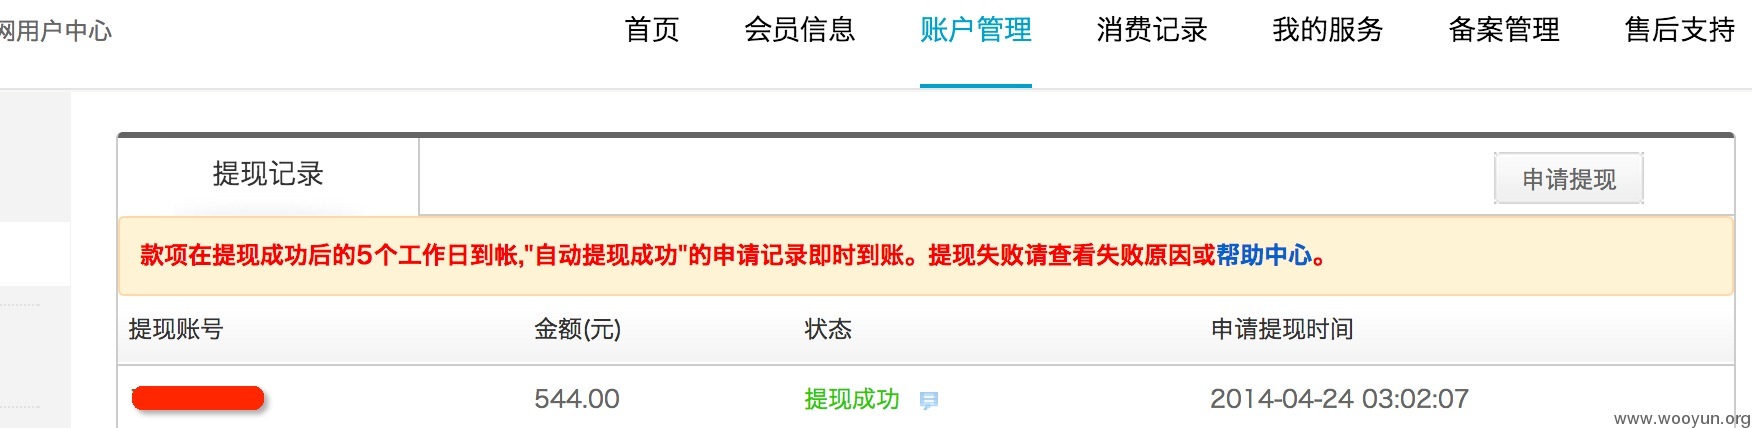 网用户中心
首页 会员信息 账户管理 消费记录 我的服务 备案管理 售后支持
提现记录
申请提现
款项在提现成功后的5个工作日到帐,"自动提现成功"的申请记录即时到账。提现失败请查看失败原因或帮助中心。
提现账号 金额(元) 状态 申请提现时间
544.00 提现成功 2014-04-24 03:02:07
www.wooyun.org